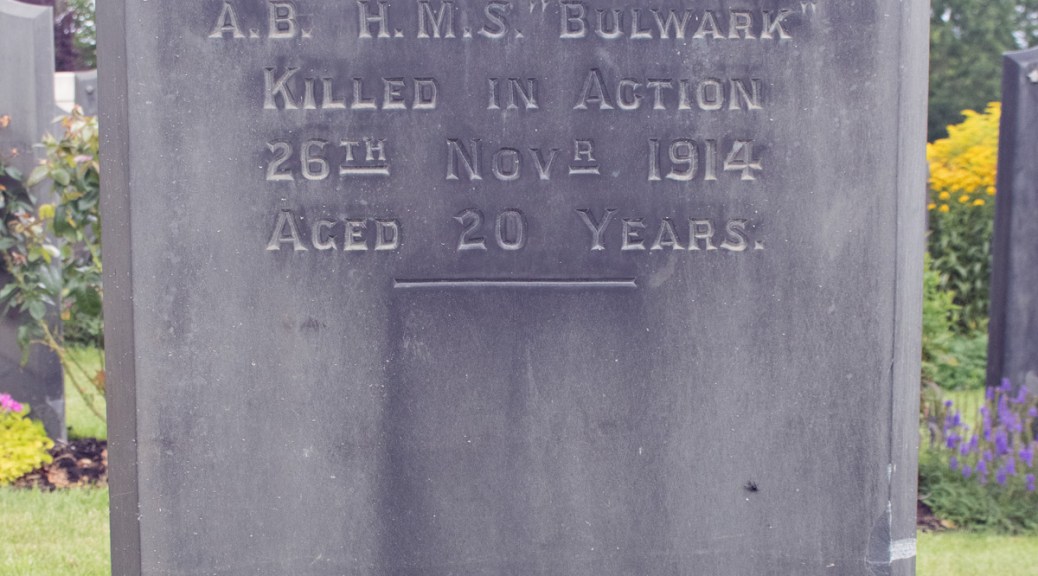 A.B. H.M.S. "BULWARK"
KILLED IN ACTION
26TH NOVR 1914
AGED 20 YEARS.